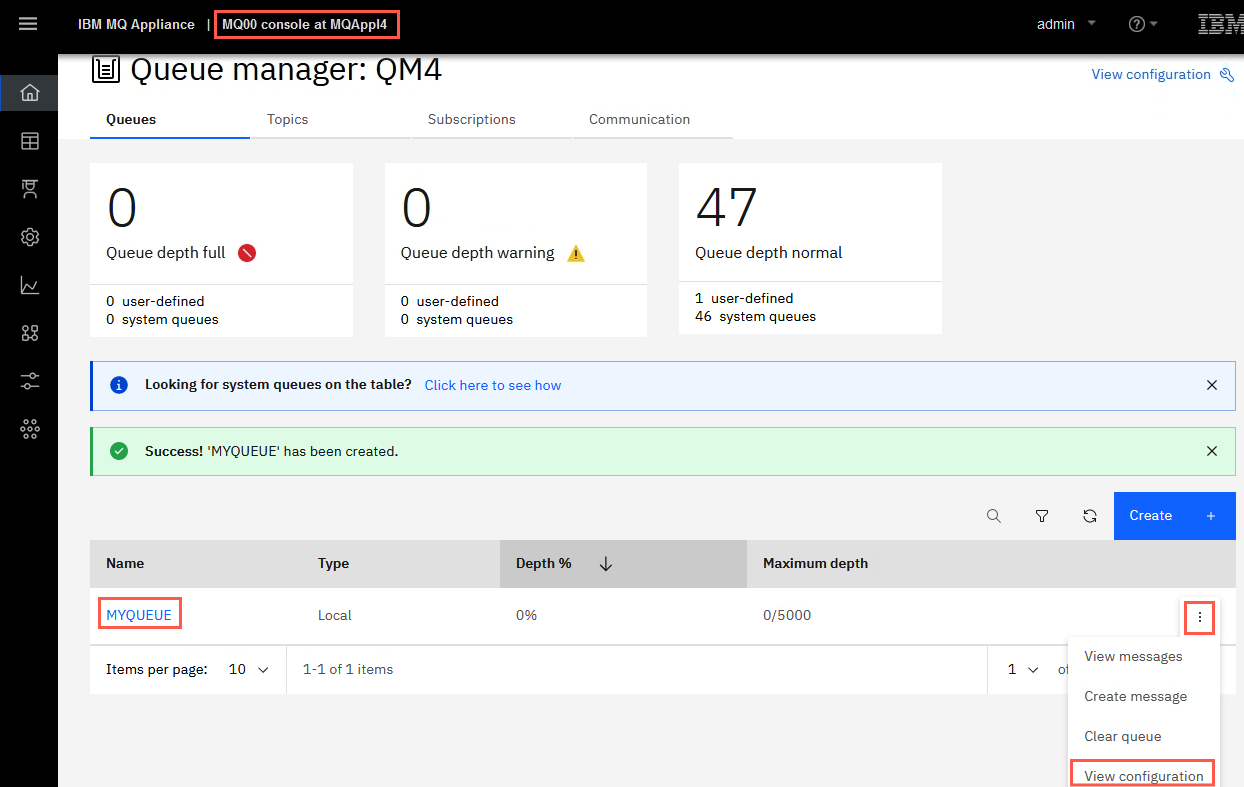 IBM MQ Appliance | MQ00 console at MQAppl4 admin IBM
Queue manager: QM4
View configuration
Queues Topics Subscriptions Communication
0 0 47
Queue depth full Queue depth warning Queue depth normal
0 user-defined 0 user-defined 1 user-defined
0 system queues 0 system queues 46 system queues
Looking for system queues on the table? Click here to see how
Success! 'MYQUEUE' has been created.
Create +
Name Type Depth % Maximum depth
MYQUEUE Local 0% 0/5000
Items per page: 10 1-1 of 1 items 1
View messages
Create message
Clear queue
View configuration